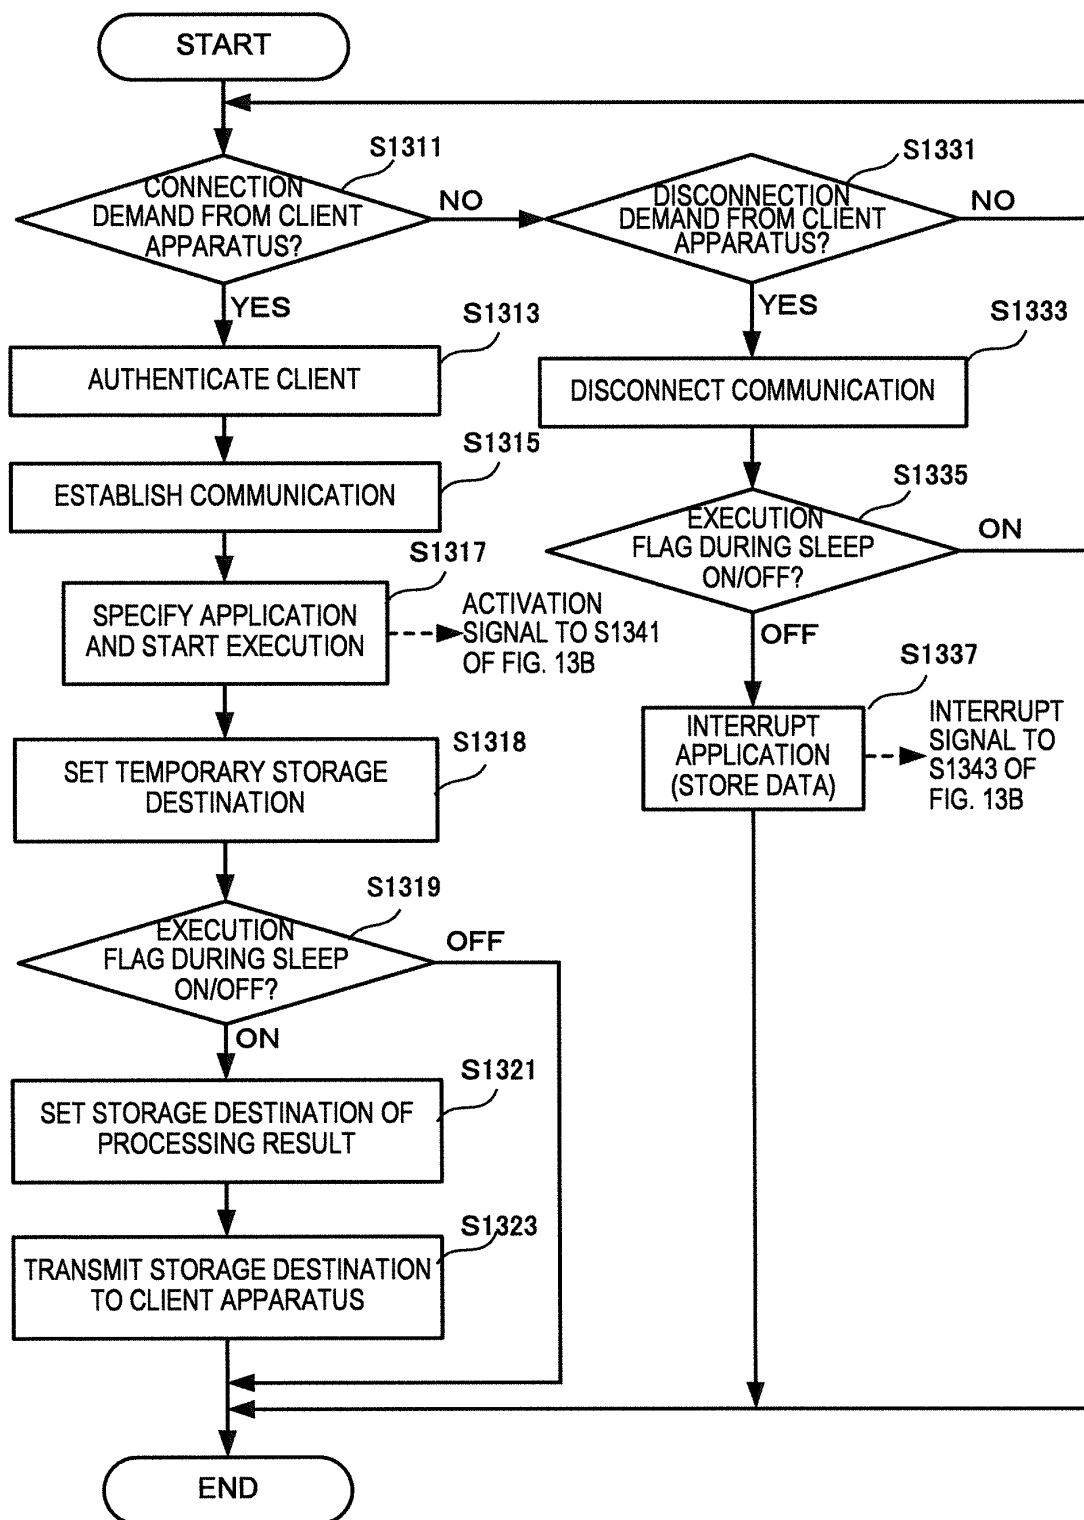 START
S1311
CONNECTION
DEMAND FROM CLIENT
APPARATUS?
NO
YES
S1331
DISCONNECTION
DEMAND FROM CLIENT
APPARATUS?
NO
YES
S1313
AUTHENTICATE CLIENT
S1333
DISCONNECT COMMUNICATION
S1315
ESTABLISH COMMUNICATION
S1335
EXECUTION
FLAG DURING SLEEP
ON/OFF?
ON
OFF
S1317
SPECIFY APPLICATION
AND START EXECUTION
ACTIVATION
SIGNAL TO S1341
OF FIG. 13B
S1337
INTERRUPT
APPLICATION
(STORE DATA)
INTERRUPT
SIGNAL TO
S1343 OF
FIG. 13B
S1318
SET TEMPORARY STORAGE
DESTINATION
S1319
EXECUTION
FLAG DURING SLEEP
ON/OFF?
OFF
ON
S1321
SET STORAGE DESTINATION OF
PROCESSING RESULT
S1323
TRANSMIT STORAGE DESTINATION
TO CLIENT APPARATUS
END